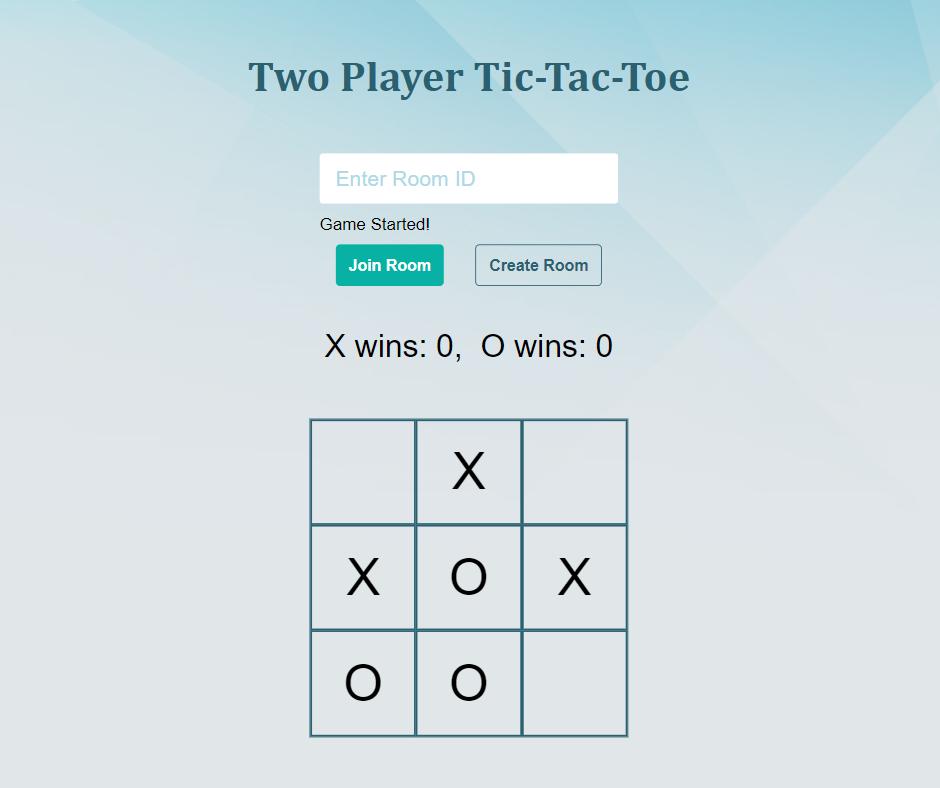 Two Player Tic-Tac-Toe
Enter Room ID
Game Started!
Join Room Create Room
X wins: 0, O wins: 0
X
X O X
O O